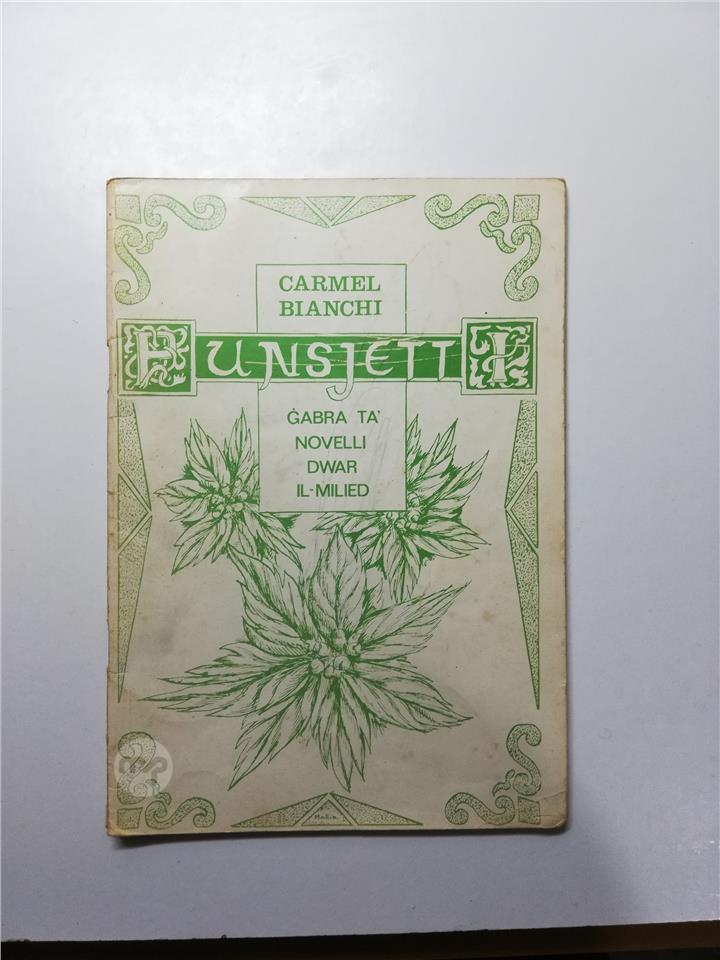 CARMEL
BIANCHI
PUNSJETTI
ĠABRA TA'
NOVELLI
DWAR
IL-MILIED